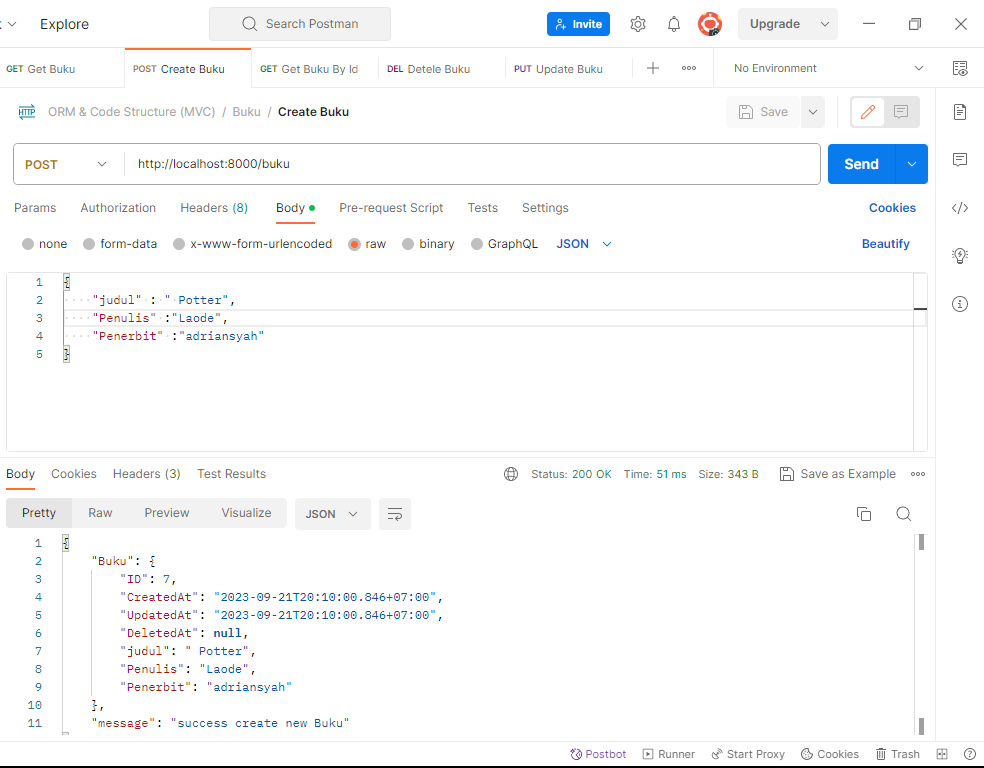 Explore
Search Postman
Invite
Upgrade
GET Get Buku
POST Create Buku
GET Get Buku By Id
DEL Detele Buku
PUT Update Buku
No Environment
HTTP ORM & Code Structure (MVC) / Buku / Create Buku
Save
POST http://localhost:8000/buku
Send
Params Authorization Headers (8) Body Pre-request Script Tests Settings Cookies
none form-data x-www-form-urlencoded raw binary GraphQL JSON Beautify
1 {
2 "judul" : " Potter",
3 "Penulis" :"Laode",
4 "Penerbit" :"adriansyah"
5 }
Body Cookies Headers (3) Test Results Status: 200 OK Time: 51 ms Size: 343 B Save as Example
Pretty Raw Preview Visualize JSON
1 {
2 "Buku": {
3 "ID": 7,
4 "CreatedAt": "2023-09-21T20:10:00.846+07:00",
5 "UpdatedAt": "2023-09-21T20:10:00.846+07:00",
6 "DeletedAt": null,
7 "judul": " Potter",
8 "Penulis": "Laode",
9 "Penerbit": "adriansyah"
10 },
11 "message": "success create new Buku"
Postbot Runner Start Proxy Cookies Trash